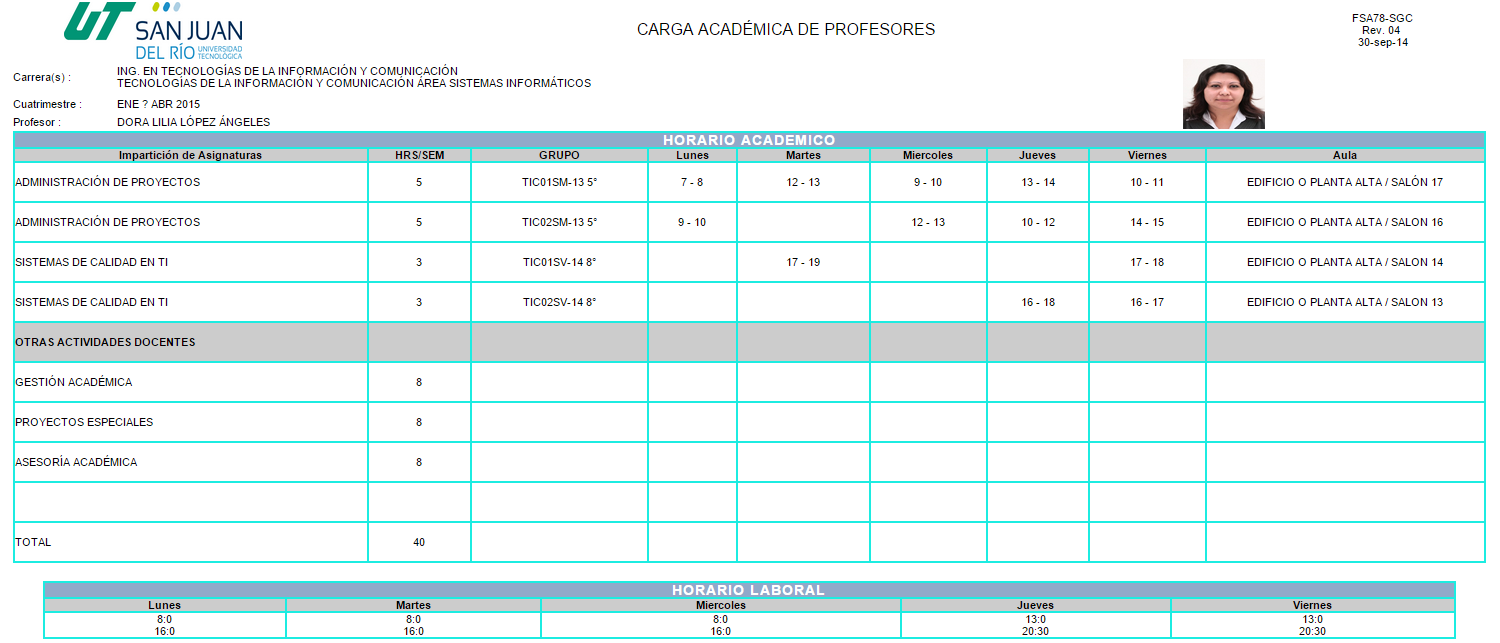 UT SAN JUAN
DEL RÍO UNIVERSIDAD TECNOLÓGICA
CARGA ACADÉMICA DE PROFESORES
FSA78-SGC
Rev. 04
30-sep-14
Carrera(s) : ING. EN TECNOLOGÍAS DE LA INFORMACIÓN Y COMUNICACIÓN
TECNOLOGÍAS DE LA INFORMACIÓN Y COMUNICACIÓN ÁREA SISTEMAS INFORMÁTICOS
Cuatrimestre : ENE ? ABR 2015
Profesor : DORA LILIA LÓPEZ ÁNGELES
HORARIO ACADEMICO
Impartición de Asignaturas HRS/SEM GRUPO Lunes Martes Miercoles Jueves Viernes Aula
ADMINISTRACIÓN DE PROYECTOS 5 TIC01SM-13 5° 7 - 8 12 - 13 9 - 10 13 - 14 10 - 11 EDIFICIO O PLANTA ALTA / SALÓN 17
ADMINISTRACIÓN DE PROYECTOS 5 TIC02SM-13 5° 9 - 10 12 - 13 10 - 12 14 - 15 EDIFICIO O PLANTA ALTA / SALON 16
SISTEMAS DE CALIDAD EN TI 3 TIC01SV-14 8° 17 - 19 17 - 18 EDIFICIO O PLANTA ALTA / SALON 14
SISTEMAS DE CALIDAD EN TI 3 TIC02SV-14 8° 16 - 18 16 - 17 EDIFICIO O PLANTA ALTA / SALON 13
OTRAS ACTIVIDADES DOCENTES
GESTIÓN ACADÉMICA 8
PROYECTOS ESPECIALES 8
ASESORÍA ACADÉMICA 8
TOTAL 40
HORARIO LABORAL
Lunes Martes Miercoles Jueves Viernes
8:0 8:0 8:0 13:0 13:0
16:0 16:0 16:0 20:30 20:30